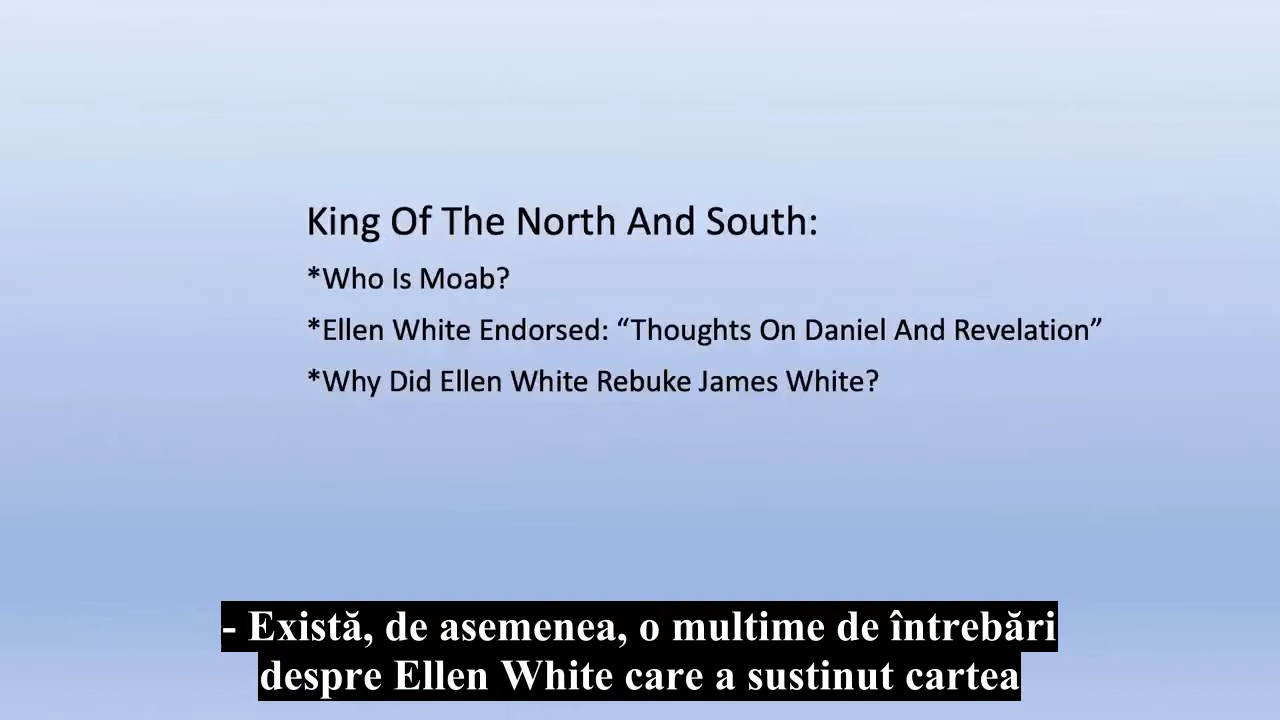 King Of The North And South:
*Who Is Moab?
*Ellen White Endorsed: “Thoughts On Daniel And Revelation”
*Why Did Ellen White Rebuke James White?
- Există, de asemenea, o multime de întrebări
despre Ellen White care a sustinut cartea